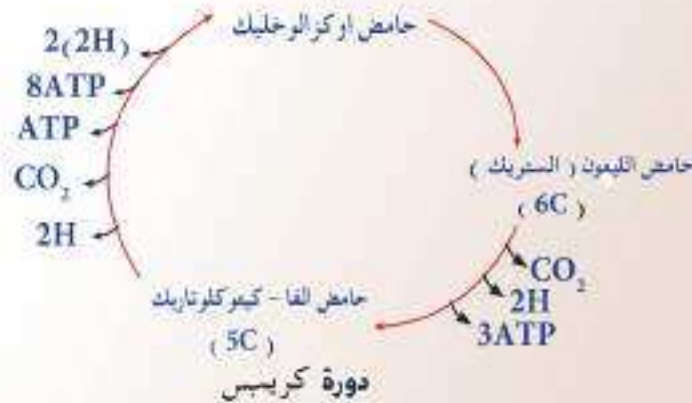 حامض اوكزالوخليك
2(2H)
8ATP
ATP
CO₂
2H
حامض الليمون ( الستريك )
( 6C )
CO₂
2H
3ATP
حامض الفا - كيتوكلوتاريك
( 5C )
دورة كريبس